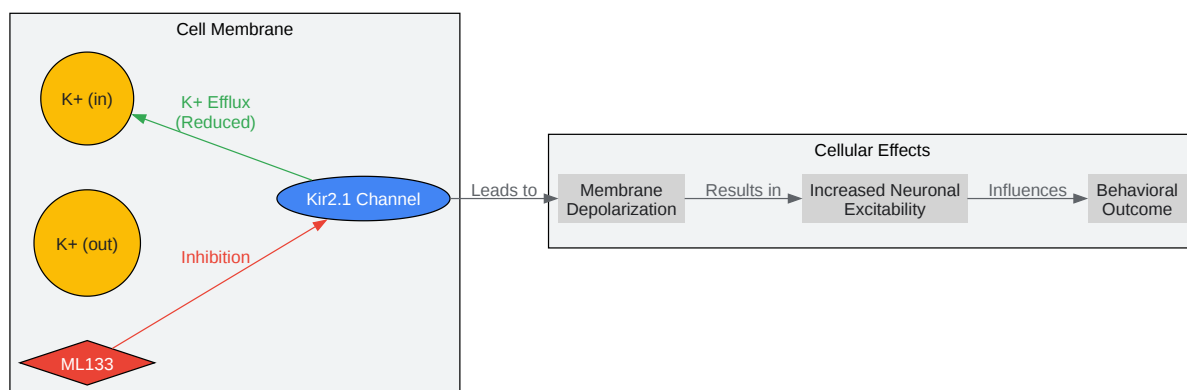 Cell Membrane
K+ (in)
K+ Efflux
(Reduced)
Kir2.1 Channel
K+ (out)
Inhibition
ML133
Leads to
Cellular Effects
Membrane
Depolarization
Results in
Increased Neuronal
Excitability
Influences
Behavioral
Outcome